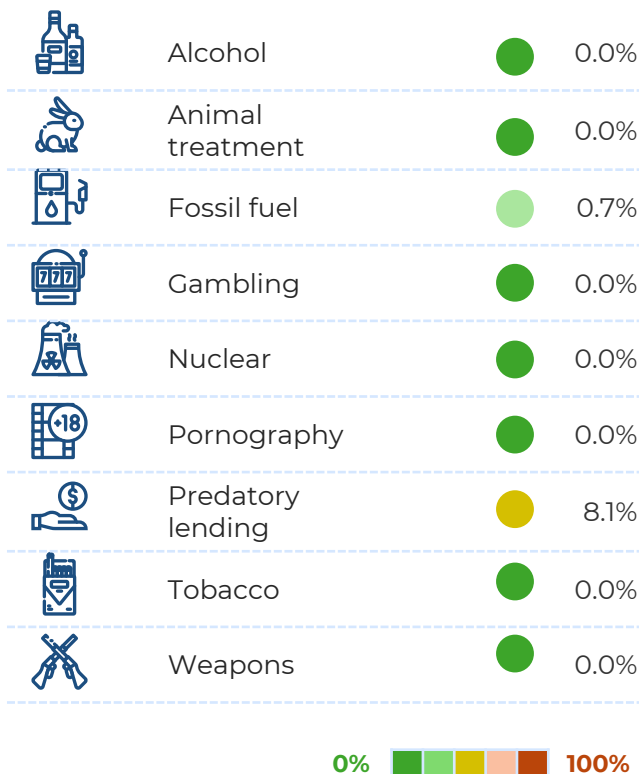 Alcohol 0.0%
Animal
treatment 0.0%
Fossil fuel 0.7%
777
Gambling 0.0%
Nuclear 0.0%
+18
Pornography 0.0%
$
Predatory
lending 8.1%
Tobacco 0.0%
Weapons 0.0%
0% 100%